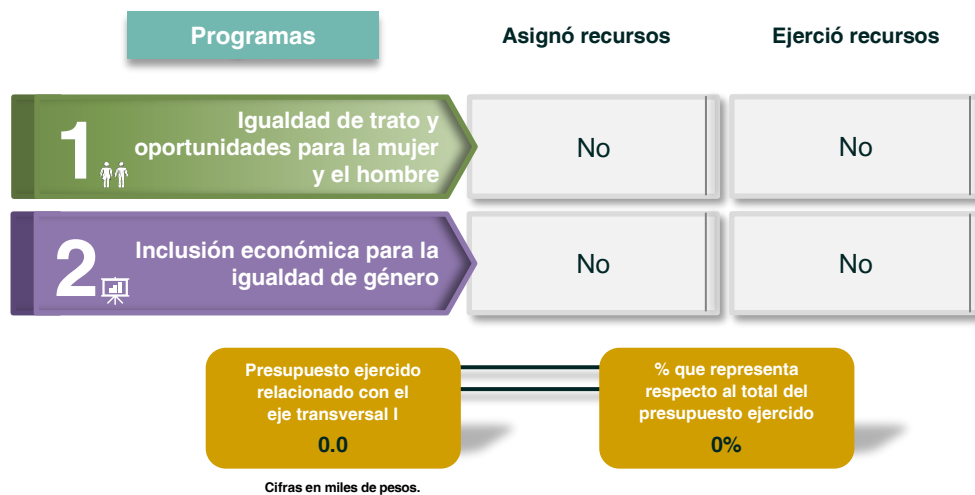 Programas
Asignó recursos
Ejerció recursos
1
Igualdad de trato y
oportunidades para la mujer
y el hombre
No
No
2
Inclusión económica para la
igualdad de género
No
No
Presupuesto ejercido
relacionado con el
eje transversal I
0.0
% que representa
respecto al total del
presupuesto ejercido
0%
Cifras en miles de pesos.